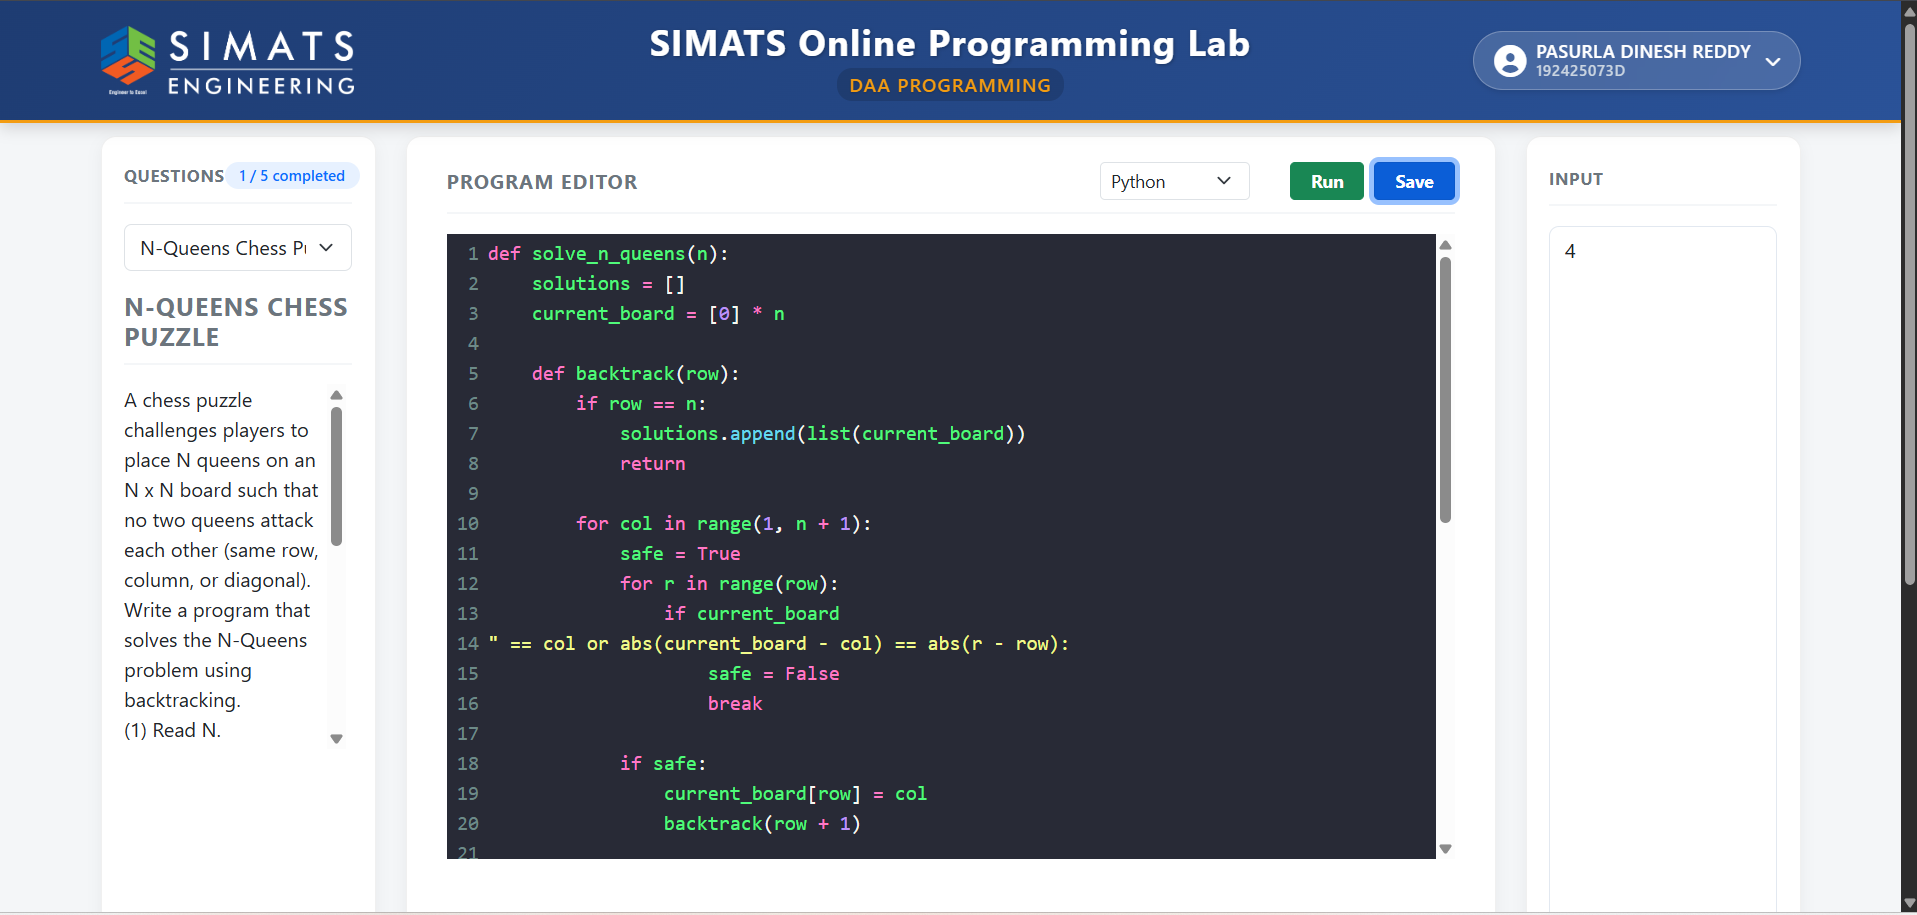 SIMATS
ENGINEERING
Engineer to Excel
SIMATS Online Programming Lab
DAA PROGRAMMING
PASURLA DINESH REDDY
192425073D
QUESTIONS
1 / 5 completed
N-Queens Chess Pu
N-QUEENS CHESS
PUZZLE
A chess puzzle
challenges players to
place N queens on an
N x N board such that
no two queens attack
each other (same row,
column, or diagonal).
Write a program that
solves the N-Queens
problem using
backtracking.
(1) Read N.
PROGRAM EDITOR
Python
Run
Save
1 def solve_n_queens(n):
2     solutions = []
3     current_board = [0] * n
4
5     def backtrack(row):
6         if row == n:
7             solutions.append(list(current_board))
8             return
9
10         for col in range(1, n + 1):
11             safe = True
12             for r in range(row):
13                 if current_board
14 " == col or abs(current_board - col) == abs(r - row):
15                     safe = False
16                     break
17
18             if safe:
19                 current_board[row] = col
20                 backtrack(row + 1)
21
INPUT
4